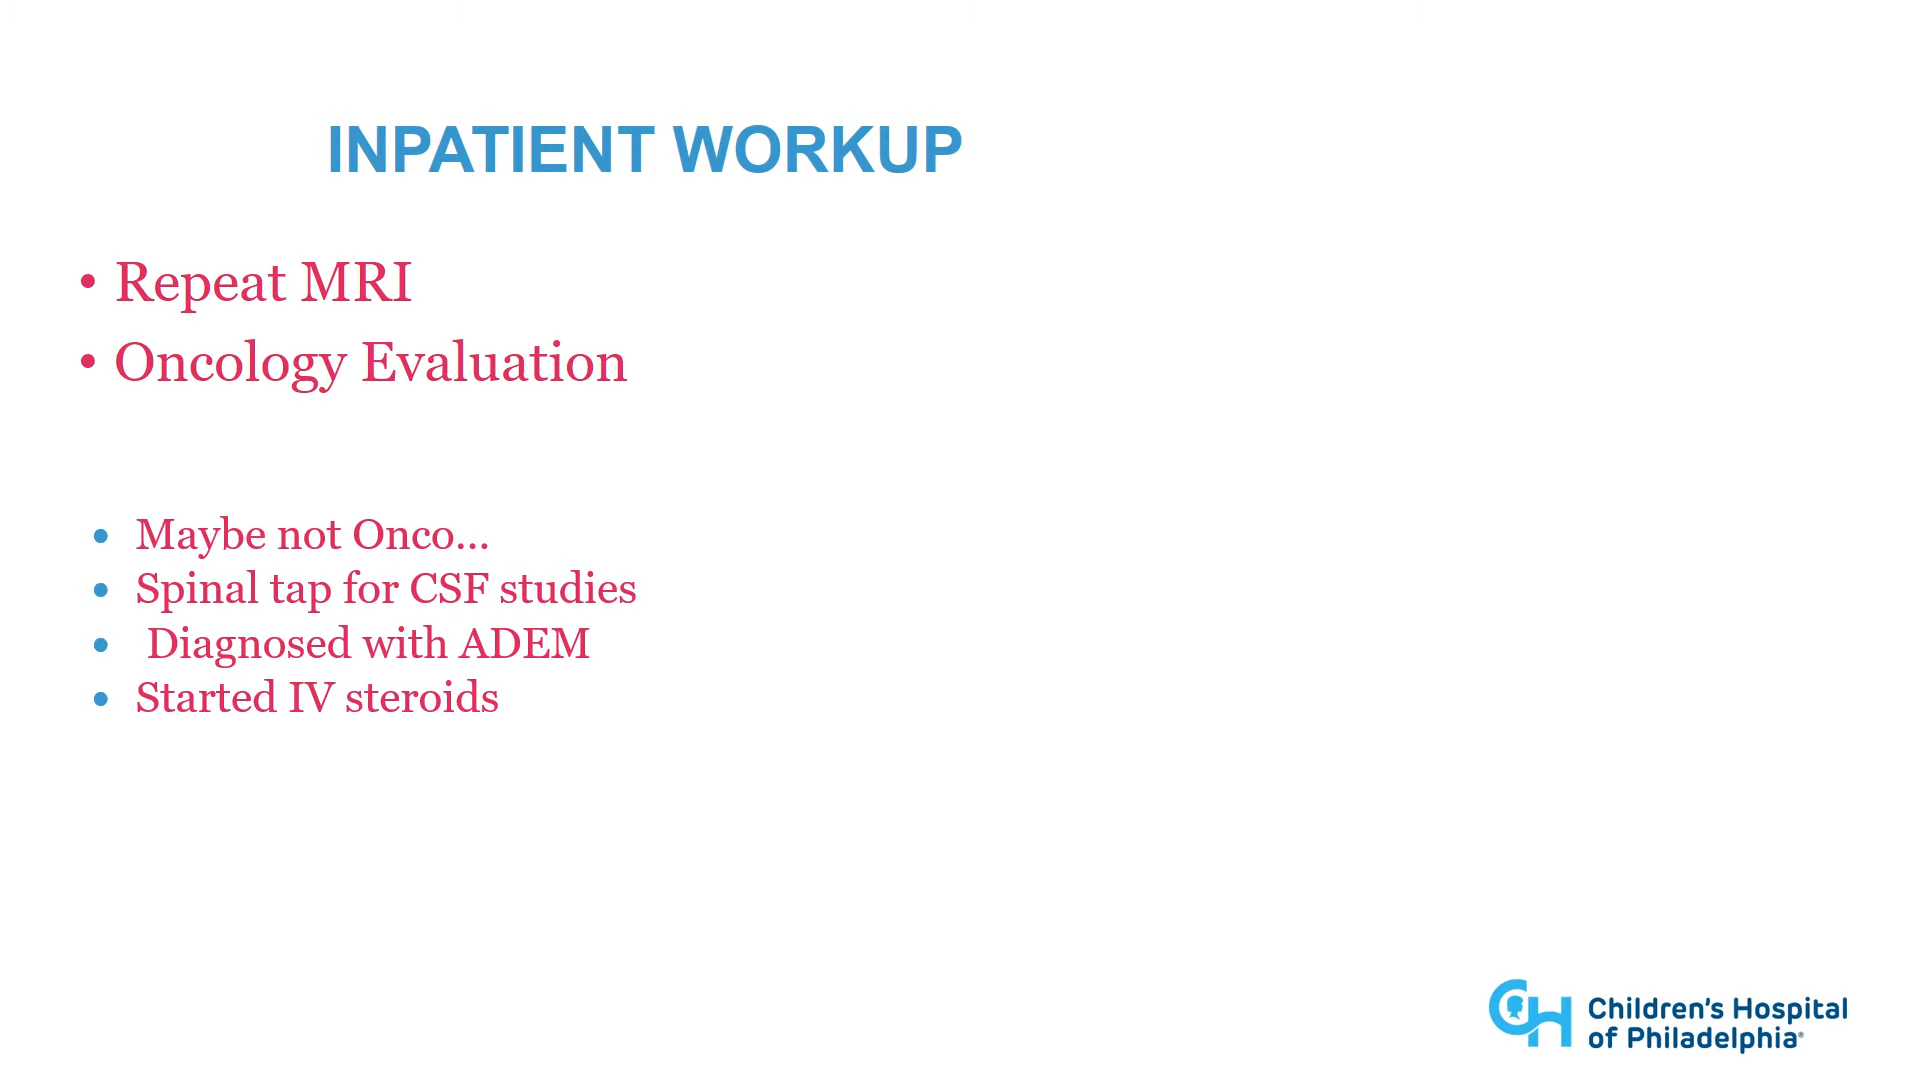 INPATIENT WORKUP
• Repeat MRI
• Oncology Evaluation
• Maybe not Onco...
• Spinal tap for CSF studies
• Diagnosed with ADEM
• Started IV steroids
CH
Children's Hospital
of Philadelphia®